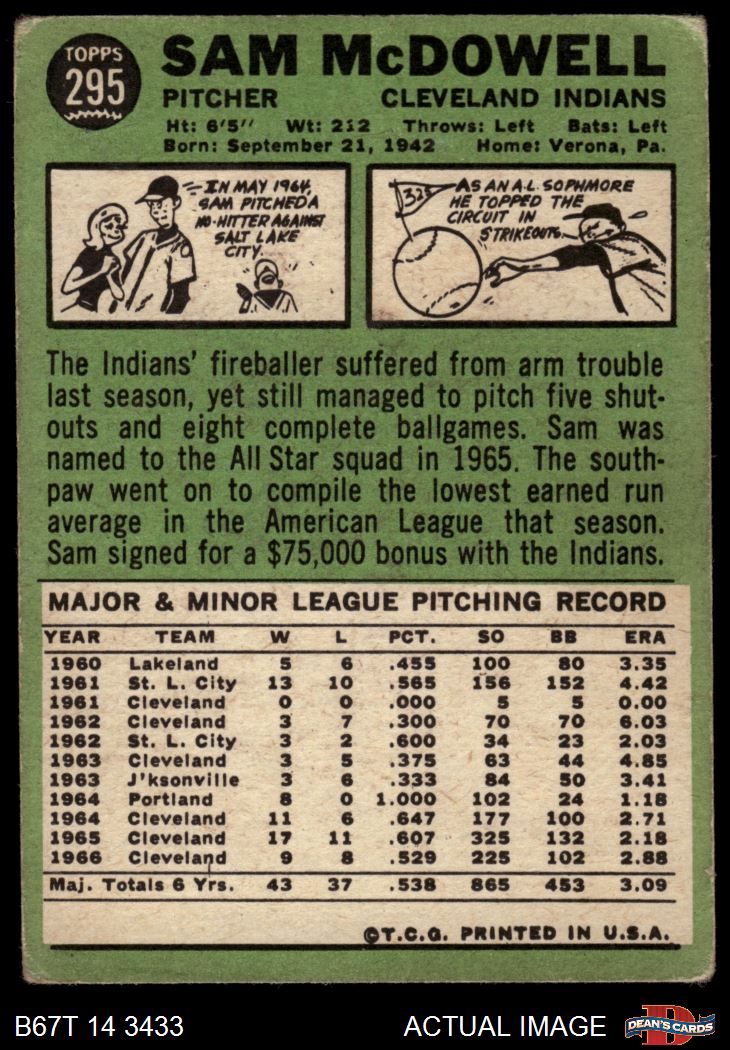 TOPPS
295
SAM McDOWELL
PITCHER CLEVELAND INDIANS
Ht: 6'5" Wt: 212 Throws: Left Bats: Left
Born: September 21, 1942 Home: Verona, Pa.
IN MAY 1964,
SAM PITCHED A
NO-HITTER AGAINST
SALT LAKE
CITY.
325
AS AN A.L. SOPHMORE
HE TOPPED THE
CIRCUIT IN
STRIKEOUTS.
The Indians' fireballer suffered from arm trouble
last season, yet still managed to pitch five shut-
outs and eight complete ballgames. Sam was
named to the All Star squad in 1965. The south-
paw went on to compile the lowest earned run
average in the American League that season.
Sam signed for a $75,000 bonus with the Indians.
MAJOR & MINOR LEAGUE PITCHING RECORD
YEAR TEAM W L PCT. SO BB ERA
1960 Lakeland 5 6 .455 100 80 3.35
1961 St. L. City 13 10 .565 156 152 4.42
1961 Cleveland 0 0 .000 5 5 0.00
1962 Cleveland 3 7 .300 70 70 6.03
1962 St. L. City 3 2 .600 34 23 2.03
1963 Cleveland 3 5 .375 63 44 4.85
1963 J'ksonville 3 6 .333 84 50 3.41
1964 Portland 8 0 1.000 102 24 1.18
1964 Cleveland 11 6 .647 177 100 2.71
1965 Cleveland 17 11 .607 325 132 2.18
1966 Cleveland 9 8 .529 225 102 2.88
Maj. Totals 6 Yrs. 43 37 .538 865 453 3.09
©T.C.G. PRINTED IN U.S.A.
B67T 14 3433 ACTUAL IMAGE
D
DEAN'S CARDS